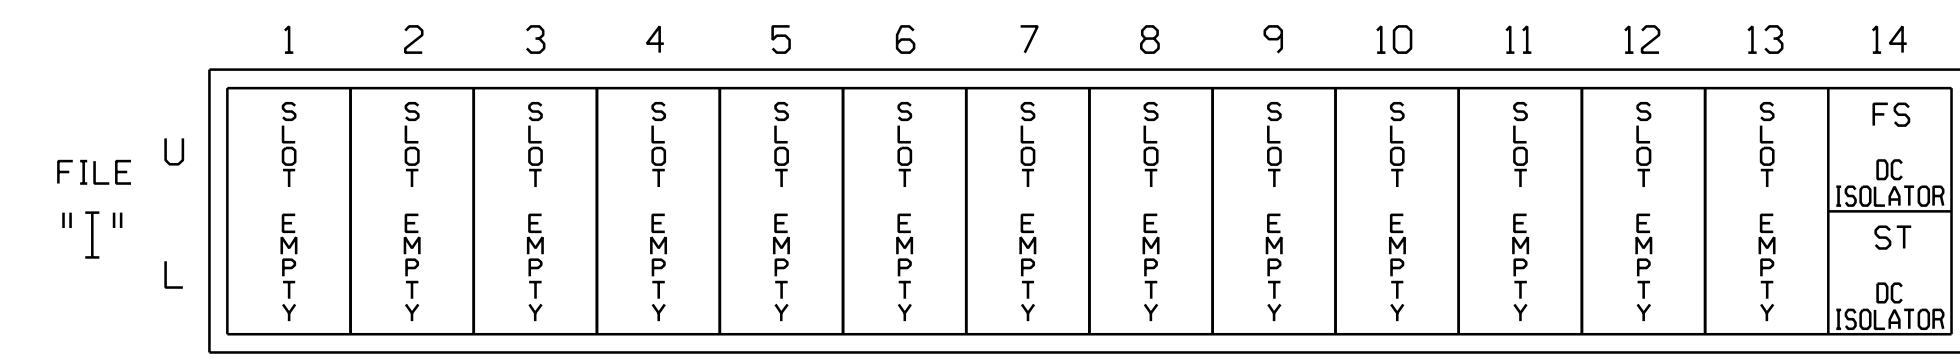 1 2 3 4 5 6 7 8 9 10 11 12 13 14
FILE
"I"
U
L
SLOT EMPTY
SLOT EMPTY
SLOT EMPTY
SLOT EMPTY
SLOT EMPTY
SLOT EMPTY
SLOT EMPTY
SLOT EMPTY
SLOT EMPTY
SLOT EMPTY
SLOT EMPTY
SLOT EMPTY
SLOT EMPTY
FS
DC
ISOLATOR
ST
DC
ISOLATOR